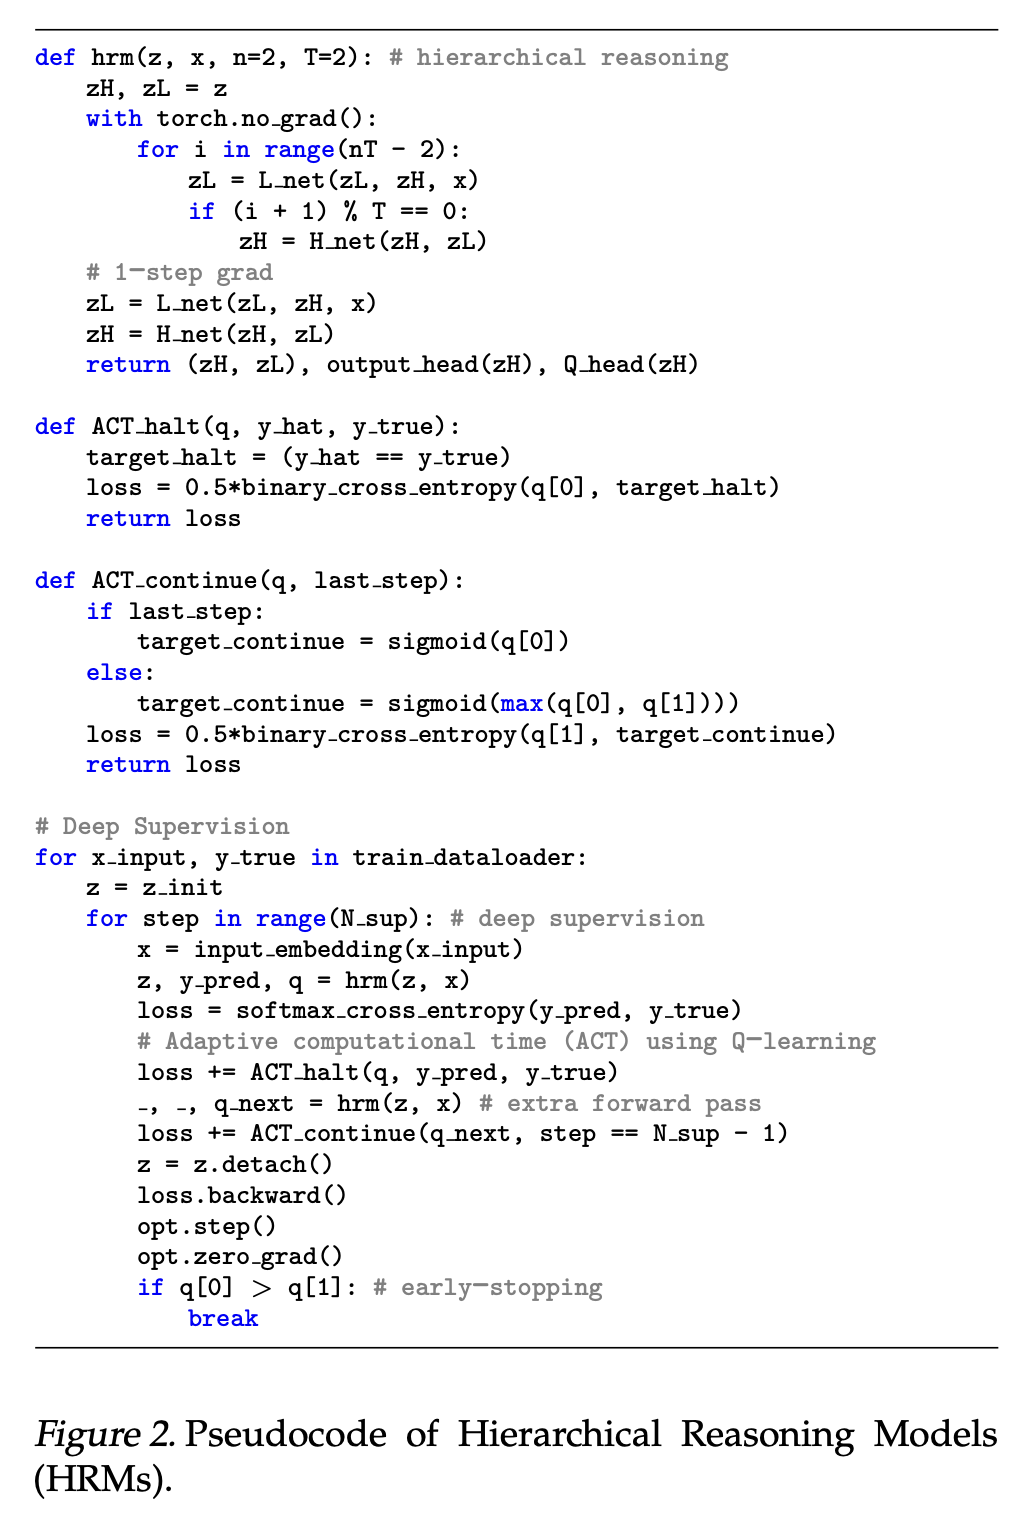 def hrm(z, x, n=2, T=2): # hierarchical reasoning
    zH, zL = z
    with torch.no_grad():
        for i in range(nT - 2):
            zL = L_net(zL, zH, x)
            if (i + 1) % T == 0:
                zH = H_net(zH, zL)
    # 1-step grad
    zL = L_net(zL, zH, x)
    zH = H_net(zH, zL)
    return (zH, zL), output_head(zH), Q_head(zH)

def ACT_halt(q, y_hat, y_true):
    target_halt = (y_hat == y_true)
    loss = 0.5*binary_cross_entropy(q[0], target_halt)
    return loss

def ACT_continue(q, last_step):
    if last_step:
        target_continue = sigmoid(q[0])
    else:
        target_continue = sigmoid(max(q[0], q[1])))
    loss = 0.5*binary_cross_entropy(q[1], target_continue)
    return loss

# Deep Supervision
for x_input, y_true in train_dataloader:
    z = z_init
    for step in range(N_sup): # deep supervision
        x = input_embedding(x_input)
        z, y_pred, q = hrm(z, x)
        loss = softmax_cross_entropy(y_pred, y_true)
        # Adaptive computational time (ACT) using Q-learning
        loss += ACT_halt(q, y_pred, y_true)
        _, _, q_next = hrm(z, x) # extra forward pass
        loss += ACT_continue(q_next, step == N_sup - 1)
        z = z.detach()
        loss.backward()
        opt.step()
        opt.zero_grad()
        if q[0] > q[1]: # early-stopping
            break

Figure 2. Pseudocode of Hierarchical Reasoning Models
(HRMs).